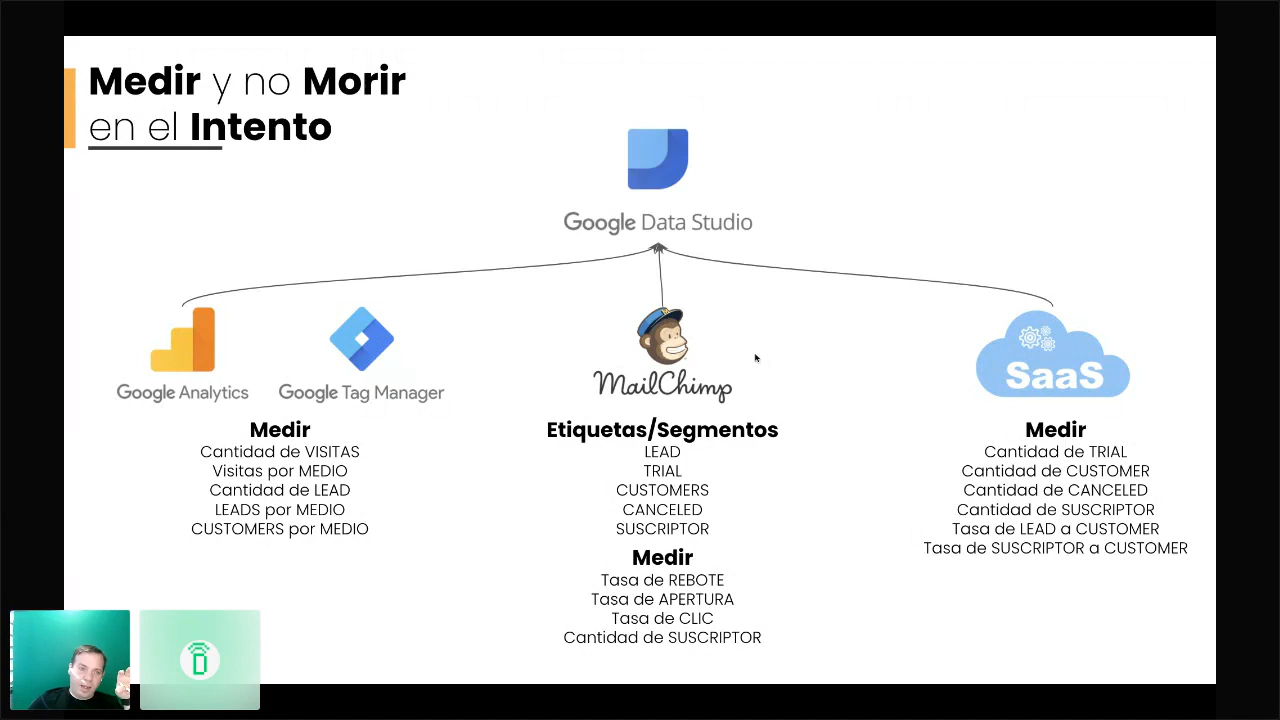 Medir y no Morir
en el Intento
Google Data Studio
Google Analytics
Google Tag Manager
MailChimp
SaaS
Medir
Cantidad de VISITAS
Visitas por MEDIO
Cantidad de LEAD
LEADS por MEDIO
CUSTOMERS por MEDIO
Etiquetas/Segmentos
LEAD
TRIAL
CUSTOMERS
CANCELED
SUSCRIPTOR
Medir
Tasa de REBOTE
Tasa de APERTURA
Tasa de CLIC
Cantidad de SUSCRIPTOR
Medir
Cantidad de TRIAL
Cantidad de CUSTOMER
Cantidad de CANCELED
Cantidad de SUSCRIPTOR
Tasa de LEAD a CUSTOMER
Tasa de SUSCRIPTOR a CUSTOMER